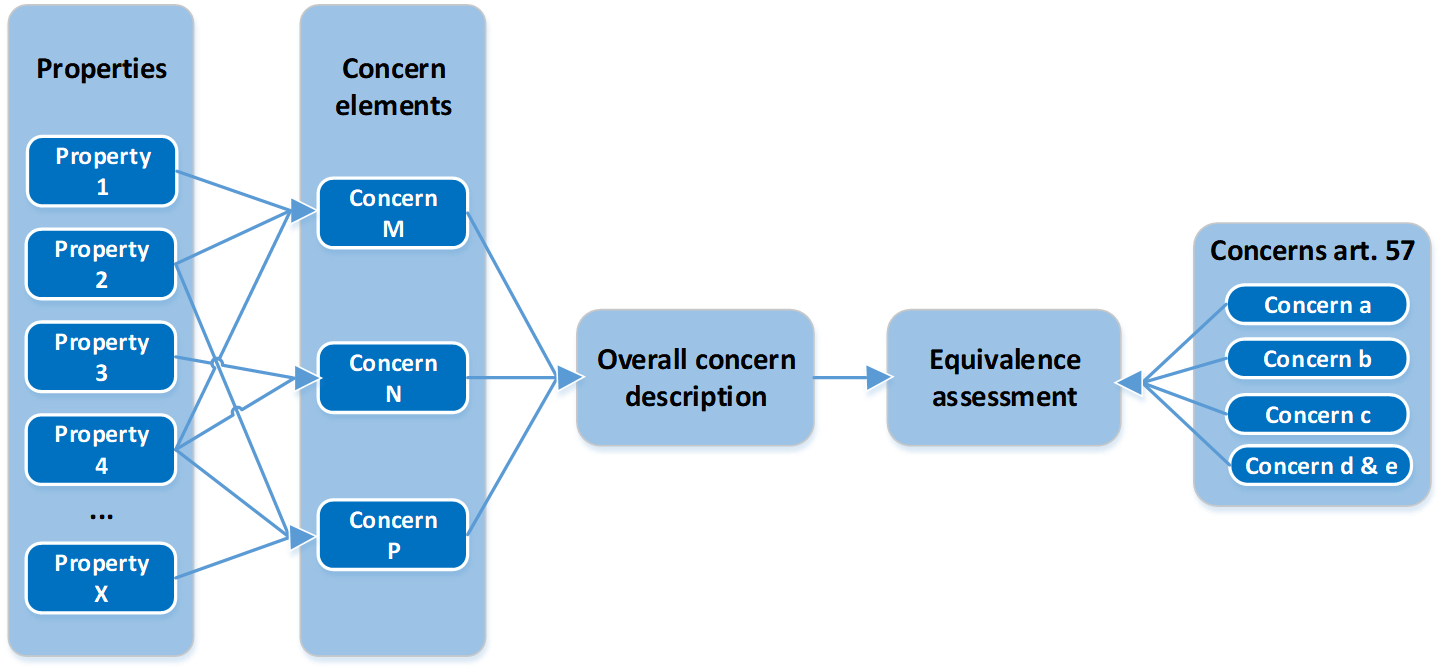 Properties
Property
1
Property
2
Property
3
Property
4
...
Property
X
Concern
elements
Concern
M
Concern
N
Concern
P
Overall concern
description
Equivalence
assessment
Concerns art. 57
Concern a
Concern b
Concern c
Concern d & e